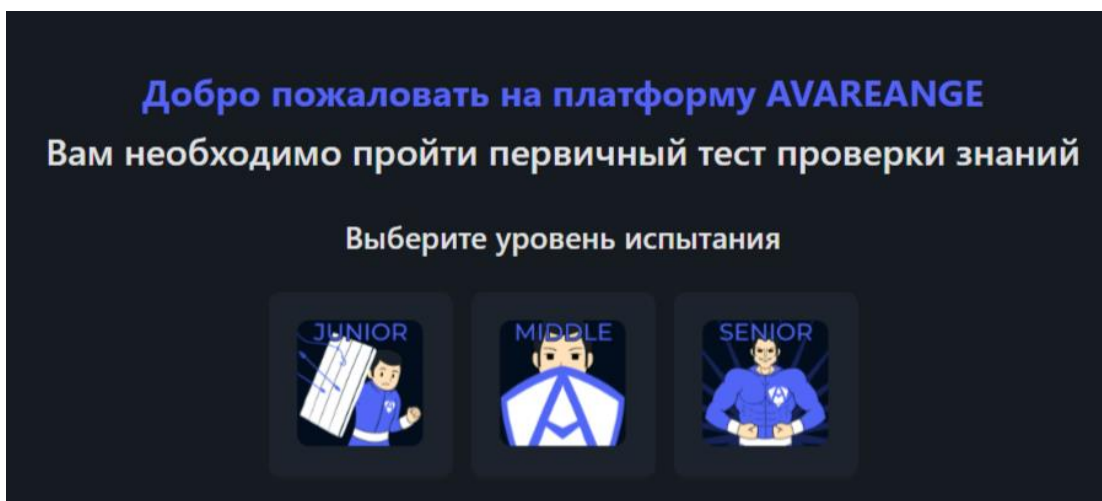 Добро пожаловать на платформу AVAREANGE
Вам необходимо пройти первичный тест проверки знаний
Выберите уровень испытания
JUNIOR MIDDLE SENIOR